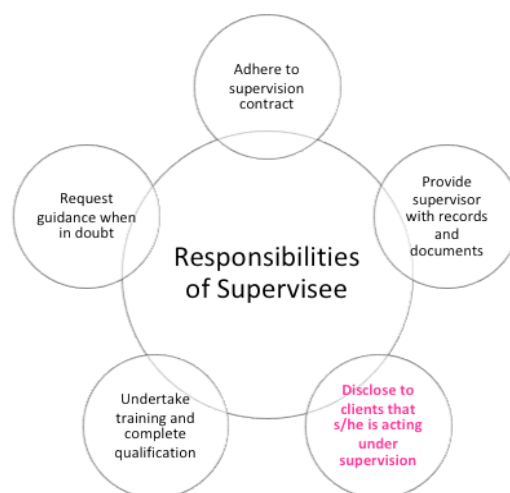 Adhere to
supervision
contract
Request
guidance when
in doubt
Provide
supervisor
with records
and
documents
Responsibilities
of Supervisee
Undertake
training and
complete
qualification
Disclose to
clients that
s/he is acting
under
supervision